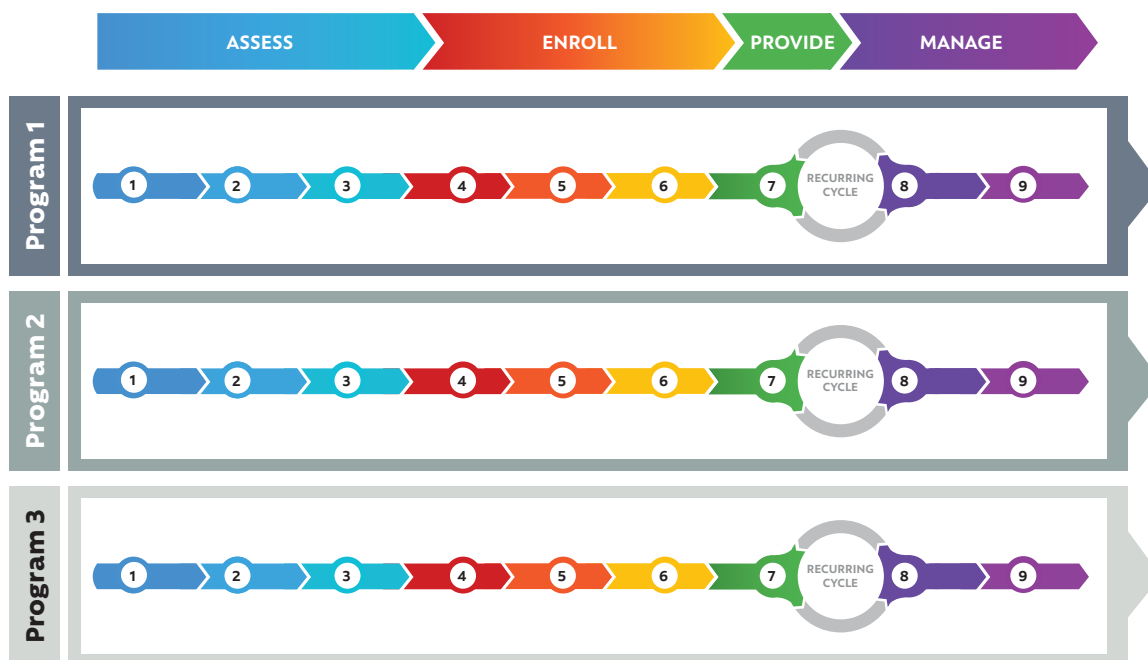 ASSESS
ENROLL
PROVIDE
MANAGE
Program 1
1
2
3
4
5
6
7
RECURRING
CYCLE
8
9
Program 2
1
2
3
4
5
6
7
RECURRING
CYCLE
8
9
Program 3
1
2
3
4
5
6
7
RECURRING
CYCLE
8
9